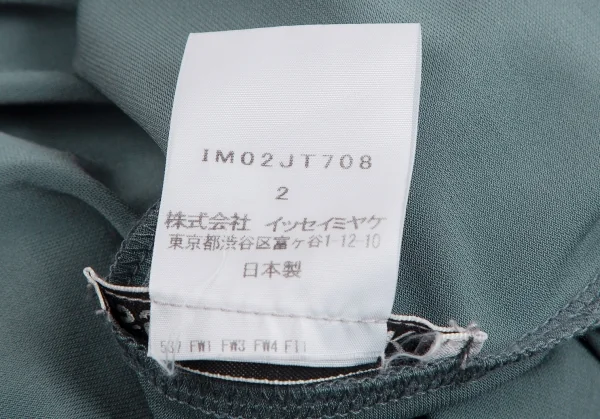 IM02JT708
2
株式会社 イッセイミヤケ
東京都渋谷区富ヶ谷1-12-10
日本製
537 FW1 FW3 FW4 F11